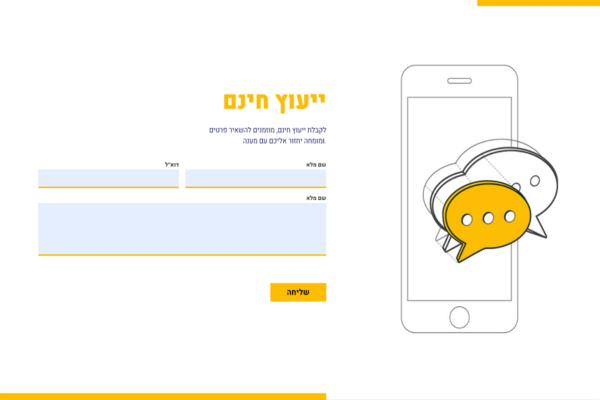 ייעוץ חינם
לקבלת ייעוץ חינם, מוזמנים להשאיר פרטים
ומומחה יחזור אליכם עם מענה.
שם מלא
דוא"ל
שם מלא
שליחה